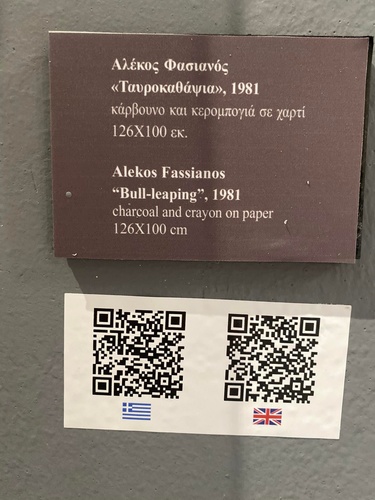 Αλέκος Φασιανός
«Ταυροκαθάψια», 1981
κάρβουνο και κερομπογιά σε χαρτί
126Χ100 εκ.
Alekos Fassianos
“Bull-leaping”, 1981
charcoal and crayon on paper
126X100 cm